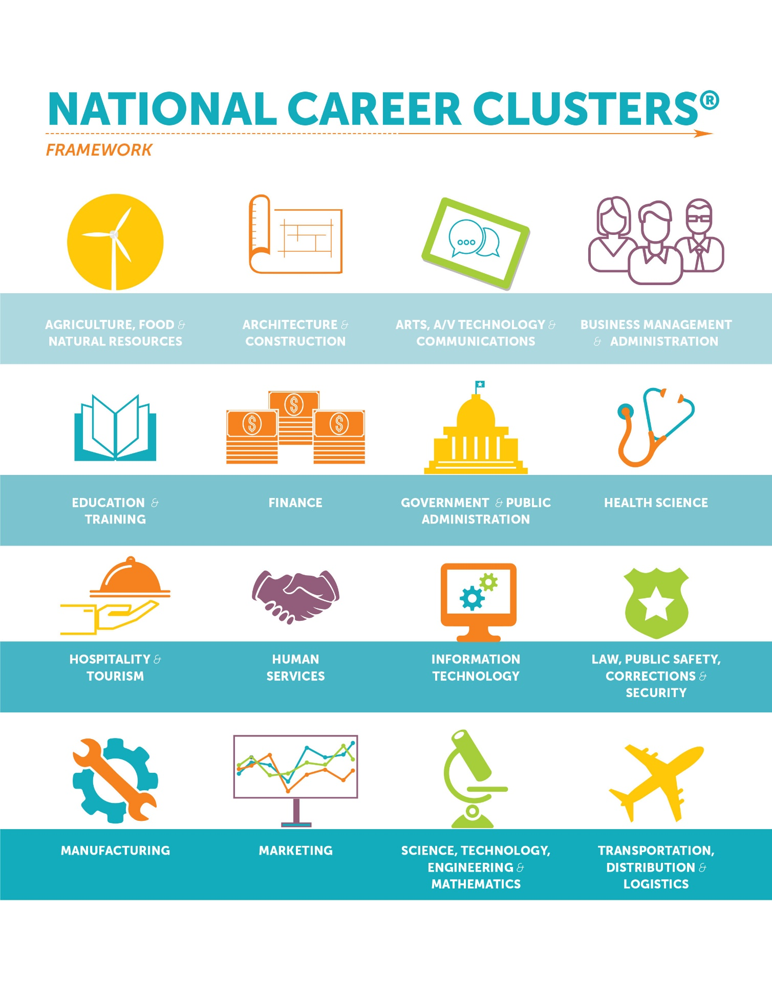 NATIONAL CAREER CLUSTERS®
FRAMEWORK
AGRICULTURE, FOOD &
NATURAL RESOURCES
ARCHITECTURE &
CONSTRUCTION
ARTS, A/V TECHNOLOGY &
COMMUNICATIONS
BUSINESS MANAGEMENT
& ADMINISTRATION
$
$
$
EDUCATION &
TRAINING
FINANCE
GOVERNMENT & PUBLIC
ADMINISTRATION
HEALTH SCIENCE
HOSPITALITY &
TOURISM
HUMAN
SERVICES
INFORMATION
TECHNOLOGY
LAW, PUBLIC SAFETY,
CORRECTIONS &
SECURITY
MANUFACTURING
MARKETING
SCIENCE, TECHNOLOGY,
ENGINEERING &
MATHEMATICS
TRANSPORTATION,
DISTRIBUTION &
LOGISTICS